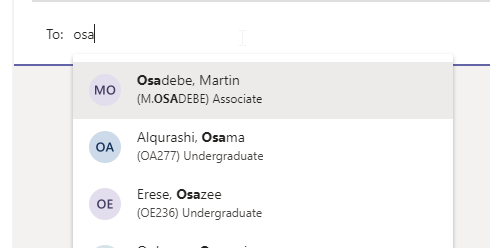 To: osa
MO
Osadebe, Martin
(M.OSADEBE) Associate
OA
Alqurashi, Osama
(OA277) Undergraduate
OE
Erese, Osazee
(OE236) Undergraduate